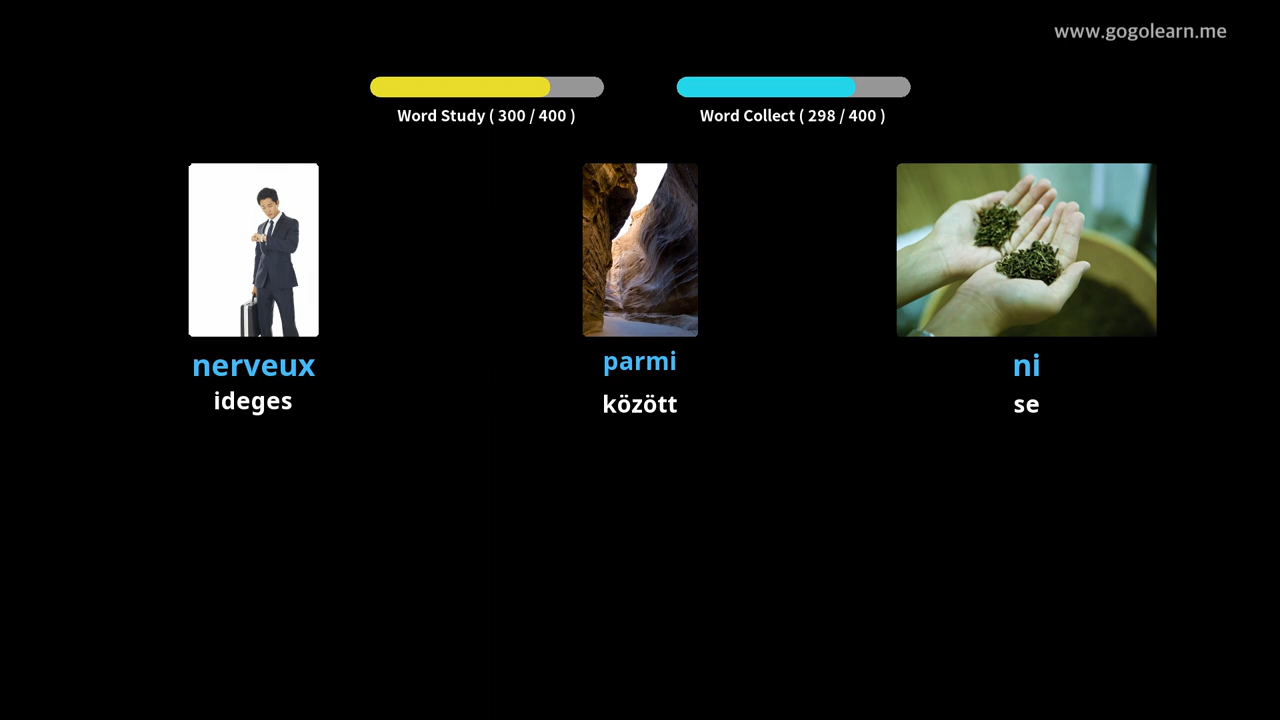 www.gogolearn.me
Word Study ( 300 / 400 )
Word Collect ( 298 / 400 )
nerveux
ideges
parmi
között
ni
se